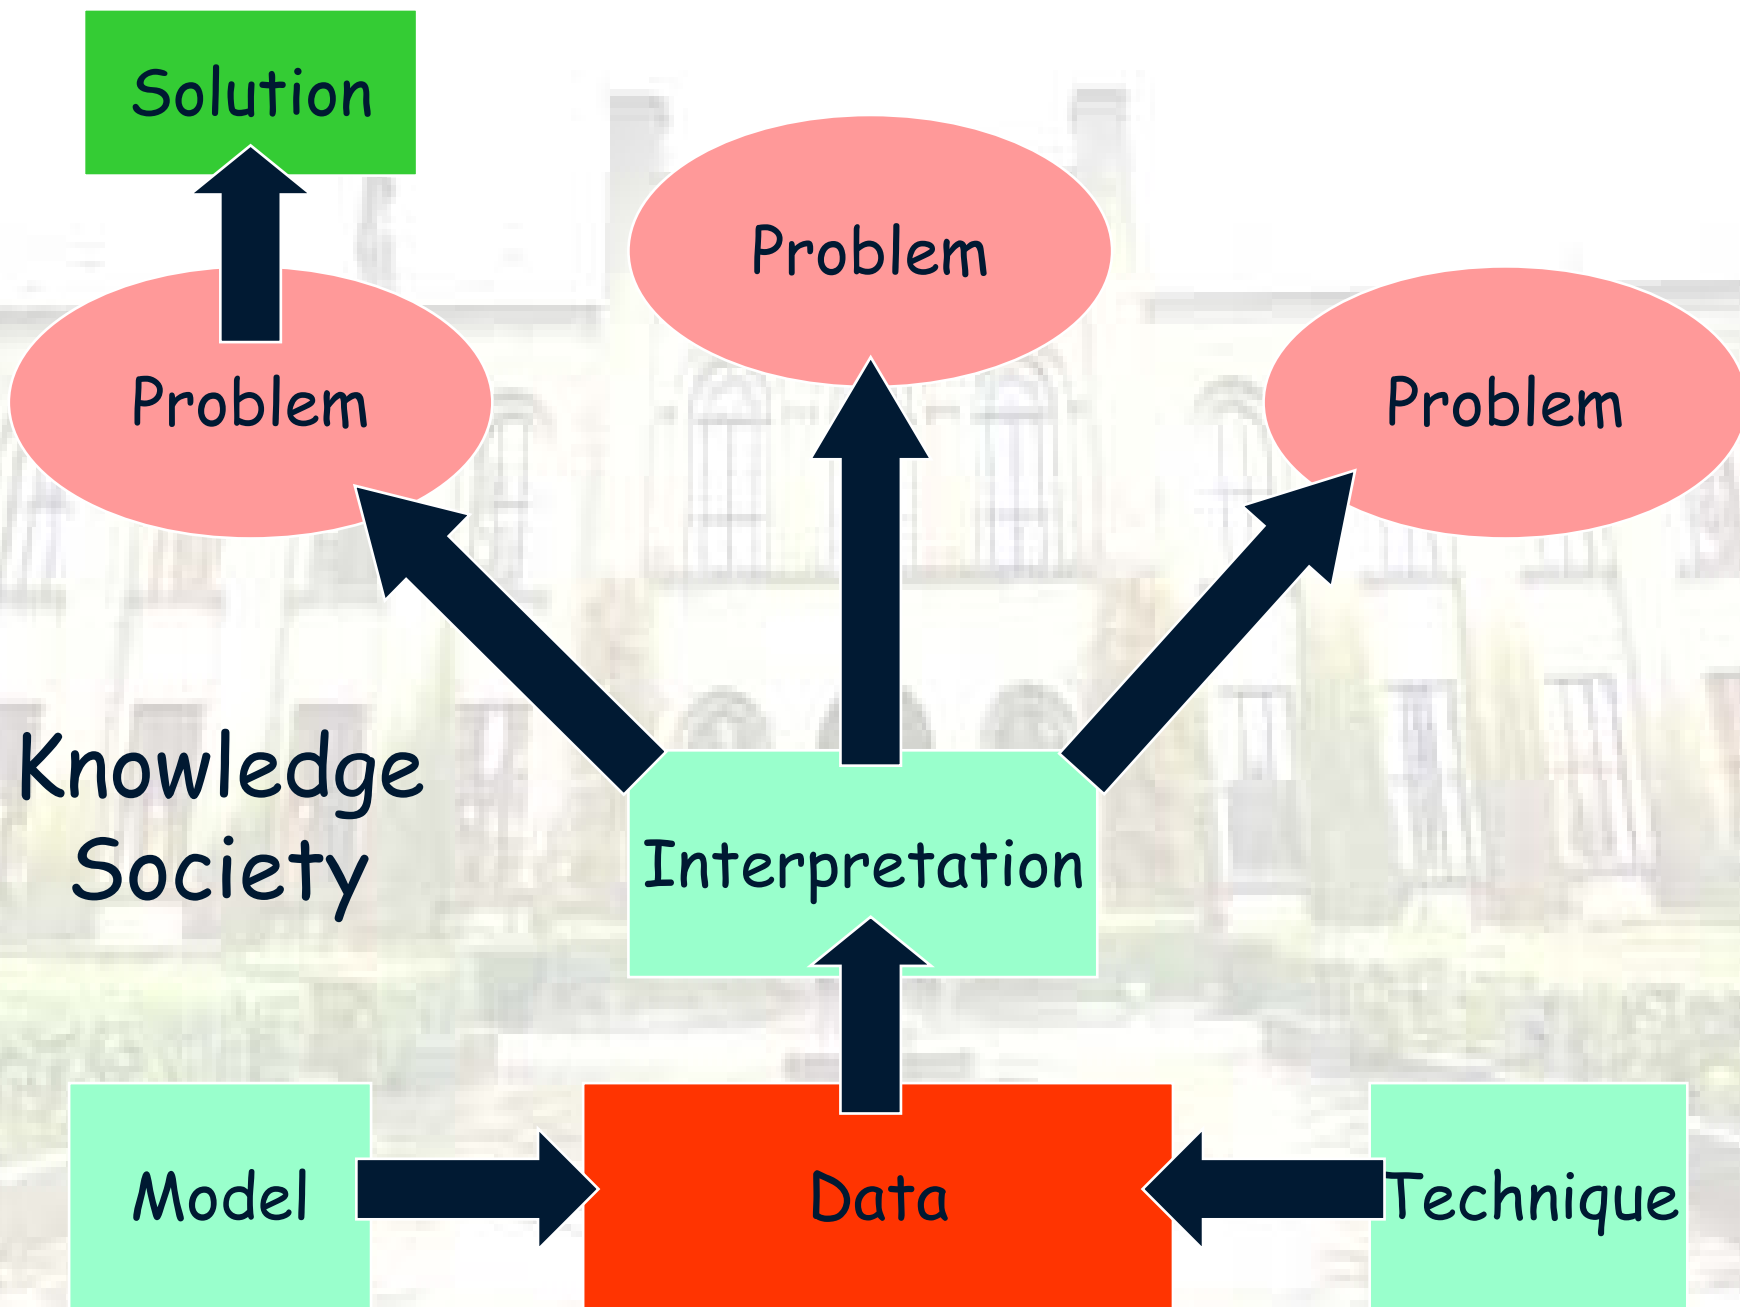 Solution
Problem
Problem
Problem
Knowledge
Society
Interpretation
Model
Data
Technique